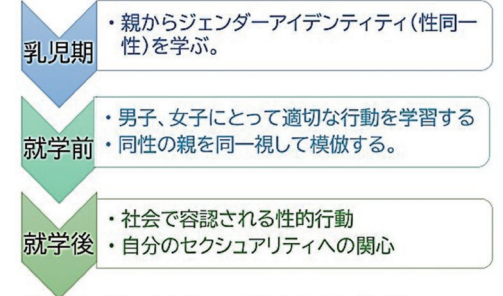 乳児期
・親からジェンダーアイデンティティ(性同一
性)を学ぶ。
就学前
・男子、女子にとって適切な行動を学習する
・同性の親を同一視して模倣する。
就学後
・社会で容認される性的行動
・自分のセクシュアリティへの関心